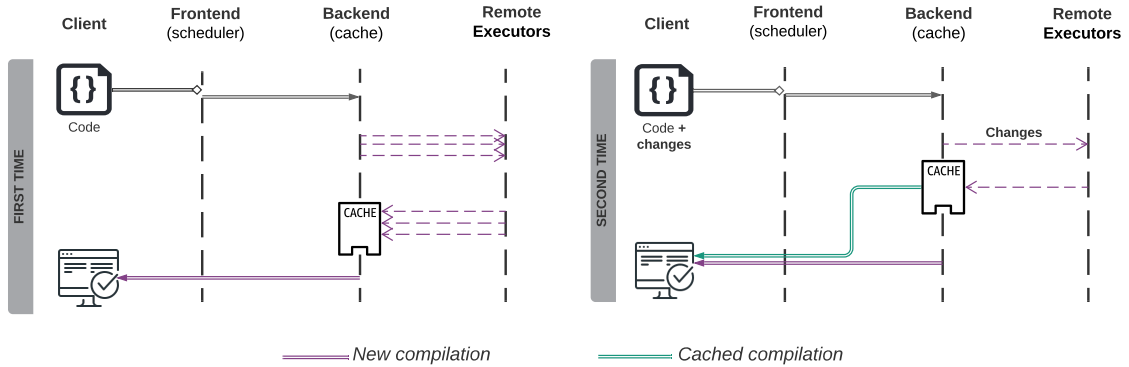 Client
Frontend
(scheduler)
Backend
(cache)
Remote
Executors
FIRST TIME
{}
Code
CACHE
Client
Frontend
(scheduler)
Backend
(cache)
Remote
Executors
SECOND TIME
{}
Code +
changes
Changes
CACHE
New compilation
Cached compilation